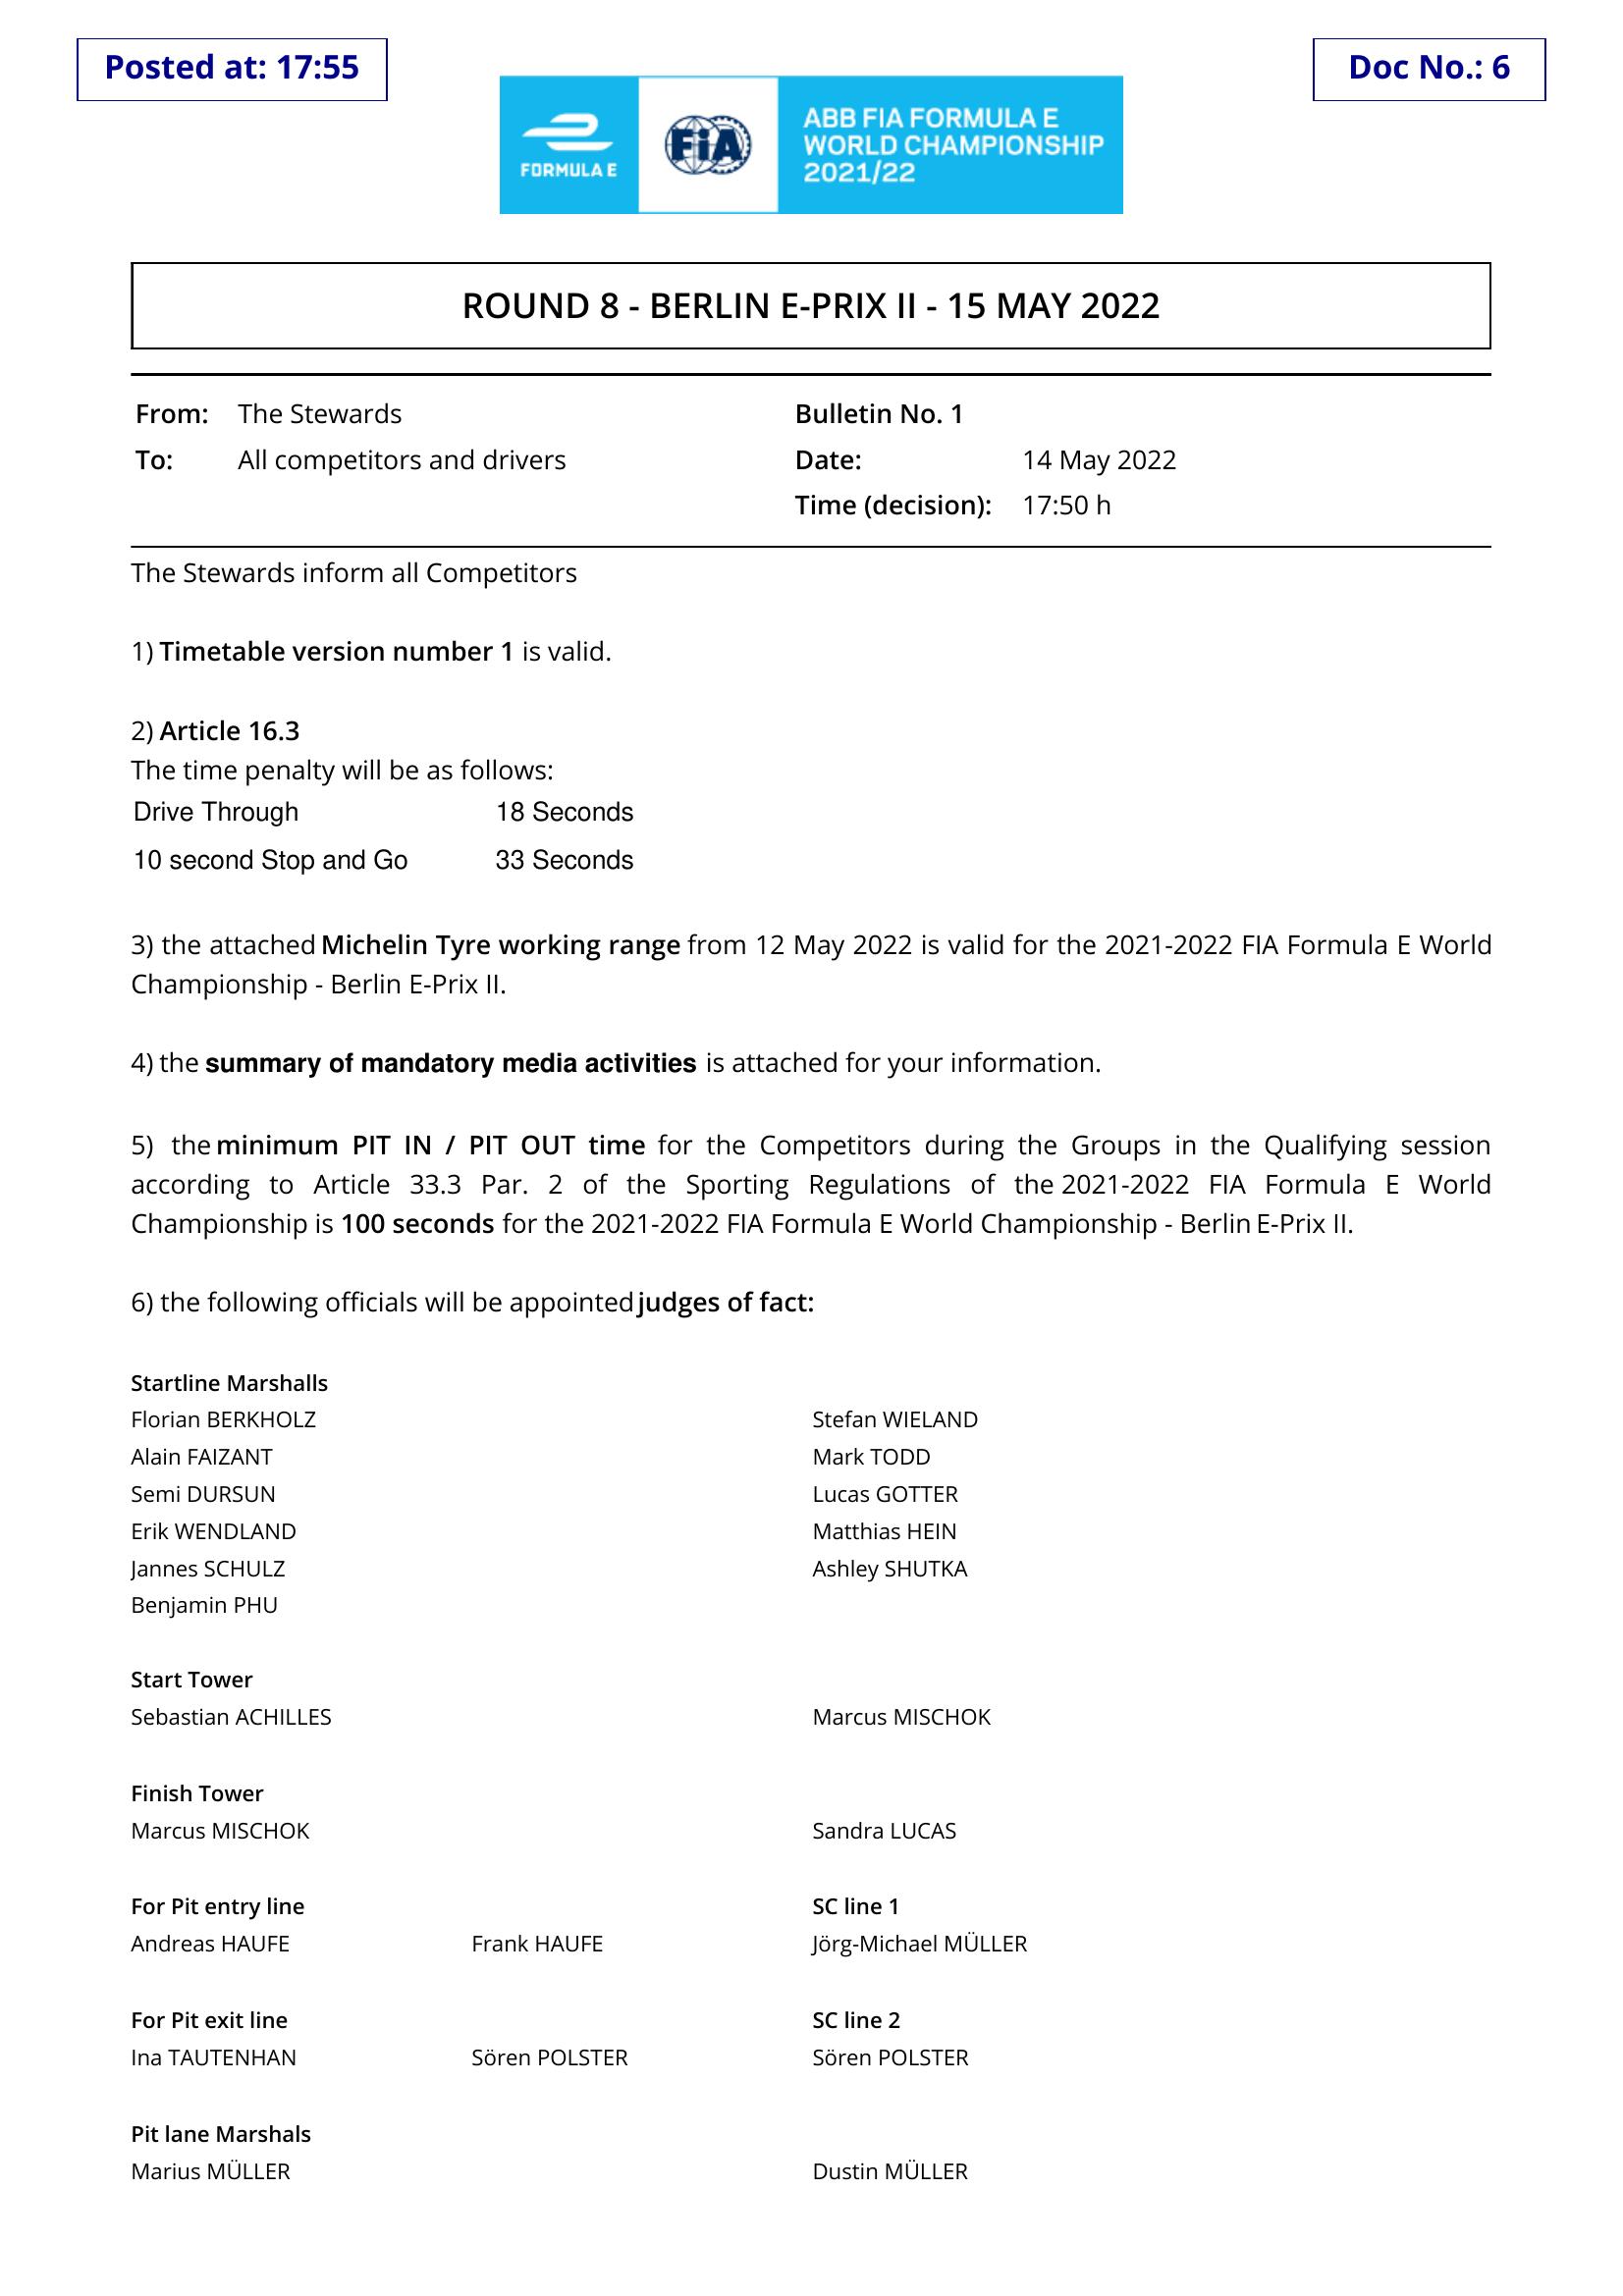 Posted at: 17:55
Doc No.: 6
FORMULA E
FIA
ABB FIA FORMULA E
WORLD CHAMPIONSHIP
2021/22
ROUND 8 - BERLIN E-PRIX II - 15 MAY 2022
From: The Stewards
Bulletin No. 1
To: All competitors and drivers
Date: 14 May 2022
Time (decision): 17:50 h
The Stewards inform all Competitors
1) Timetable version number 1 is valid.
2) Article 16.3
The time penalty will be as follows:
Drive Through 18 Seconds
10 second Stop and Go 33 Seconds
3) the attached Michelin Tyre working range from 12 May 2022 is valid for the 2021-2022 FIA Formula E World
Championship - Berlin E-Prix II.
4) the summary of mandatory media activities is attached for your information.
5) the minimum PIT IN / PIT OUT time for the Competitors during the Groups in the Qualifying session
according to Article 33.3 Par. 2 of the Sporting Regulations of the 2021-2022 FIA Formula E World
Championship is 100 seconds for the 2021-2022 FIA Formula E World Championship - Berlin E-Prix II.
6) the following officials will be appointed judges of fact:
Startline Marshalls
Florian BERKHOLZ Stefan WIELAND
Alain FAIZANT Mark TODD
Semi DURSUN Lucas GOTTER
Erik WENDLAND Matthias HEIN
Jannes SCHULZ Ashley SHUTKA
Benjamin PHU
Start Tower
Sebastian ACHILLES Marcus MISCHOK
Finish Tower
Marcus MISCHOK Sandra LUCAS
For Pit entry line SC line 1
Andreas HAUFE Frank HAUFE Jörg-Michael MÜLLER
For Pit exit line SC line 2
Ina TAUTENHAN Sören POLSTER Sören POLSTER
Pit lane Marshals
Marius MÜLLER Dustin MÜLLER